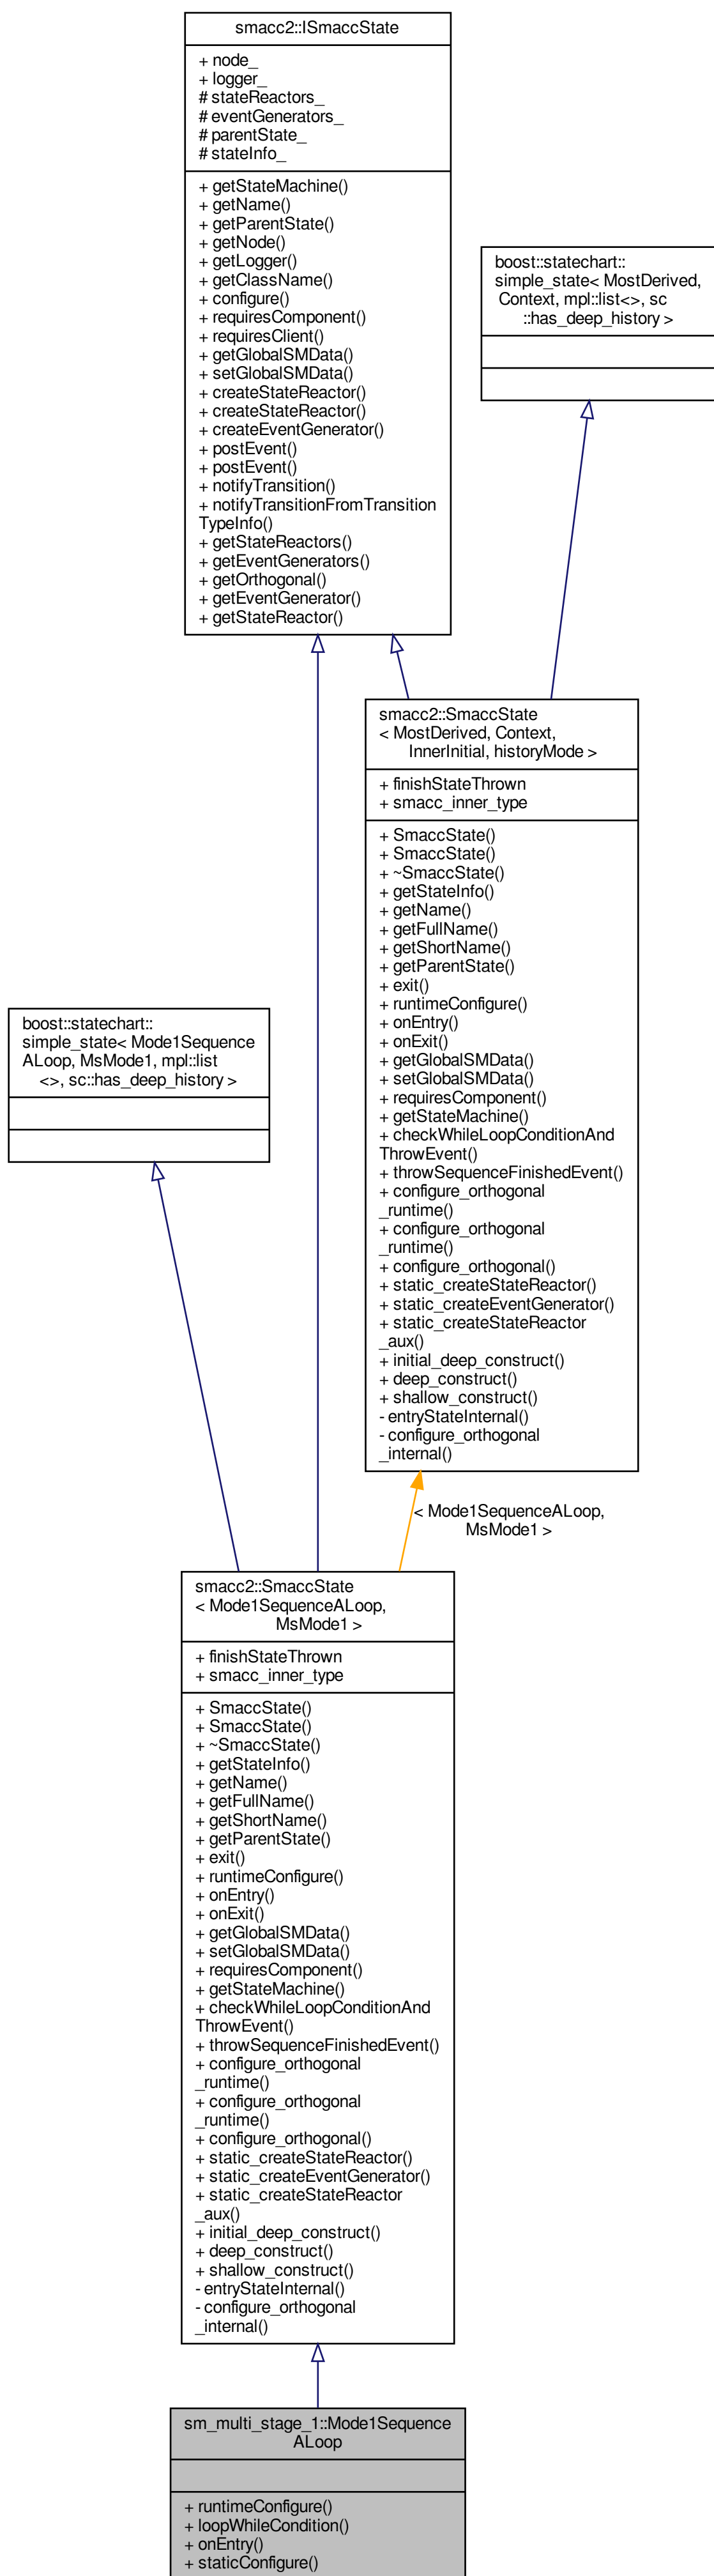 smacc2::ISmaccState
+ node_
+ logger_
# stateReactors_
# eventGenerators_
# parentState_
# stateInfo_
+ getStateMachine()
+ getName()
+ getParentState()
+ getNode()
+ getLogger()
+ getClassName()
+ configure()
+ requiresComponent()
+ requiresClient()
+ getGlobalSMData()
+ setGlobalSMData()
+ createStateReactor()
+ createStateReactor()
+ createEventGenerator()
+ postEvent()
+ postEvent()
+ notifyTransition()
+ notifyTransitionFromTransition
TypeInfo()
+ getStateReactors()
+ getEventGenerators()
+ getOrthogonal()
+ getEventGenerator()
+ getStateReactor()
boost::statechart::
simple_state< MostDerived,
Context, mpl::list<>, sc
::has_deep_history >
smacc2::SmaccState
< MostDerived, Context,
InnerInitial, historyMode >
+ finishStateThrown
+ smacc_inner_type
+ SmaccState()
+ SmaccState()
+ ~SmaccState()
+ getStateInfo()
+ getName()
+ getFullName()
+ getShortName()
+ getParentState()
+ exit()
+ runtimeConfigure()
+ onEntry()
+ onExit()
+ getGlobalSMData()
+ setGlobalSMData()
+ requiresComponent()
+ getStateMachine()
+ checkWhileLoopConditionAnd
ThrowEvent()
+ throwSequenceFinishedEvent()
+ configure_orthogonal
_runtime()
+ configure_orthogonal
_runtime()
+ configure_orthogonal()
+ static_createStateReactor()
+ static_createEventGenerator()
+ static_createStateReactor
_aux()
+ initial_deep_construct()
+ deep_construct()
+ shallow_construct()
- entryStateInternal()
- configure_orthogonal
_internal()
boost::statechart::
simple_state< Mode1Sequence
ALoop, MsMode1, mpl::list
<>, sc::has_deep_history >
< Mode1SequenceALoop,
MsMode1 >
smacc2::SmaccState
< Mode1SequenceALoop,
MsMode1 >
+ finishStateThrown
+ smacc_inner_type
+ SmaccState()
+ SmaccState()
+ ~SmaccState()
+ getStateInfo()
+ getName()
+ getFullName()
+ getShortName()
+ getParentState()
+ exit()
+ runtimeConfigure()
+ onEntry()
+ onExit()
+ getGlobalSMData()
+ setGlobalSMData()
+ requiresComponent()
+ getStateMachine()
+ checkWhileLoopConditionAnd
ThrowEvent()
+ throwSequenceFinishedEvent()
+ configure_orthogonal
_runtime()
+ configure_orthogonal
_runtime()
+ configure_orthogonal()
+ static_createStateReactor()
+ static_createEventGenerator()
+ static_createStateReactor
_aux()
+ initial_deep_construct()
+ deep_construct()
+ shallow_construct()
- entryStateInternal()
- configure_orthogonal
_internal()
sm_multi_stage_1::Mode1Sequence
ALoop
+ runtimeConfigure()
+ loopWhileCondition()
+ onEntry()
+ staticConfigure()